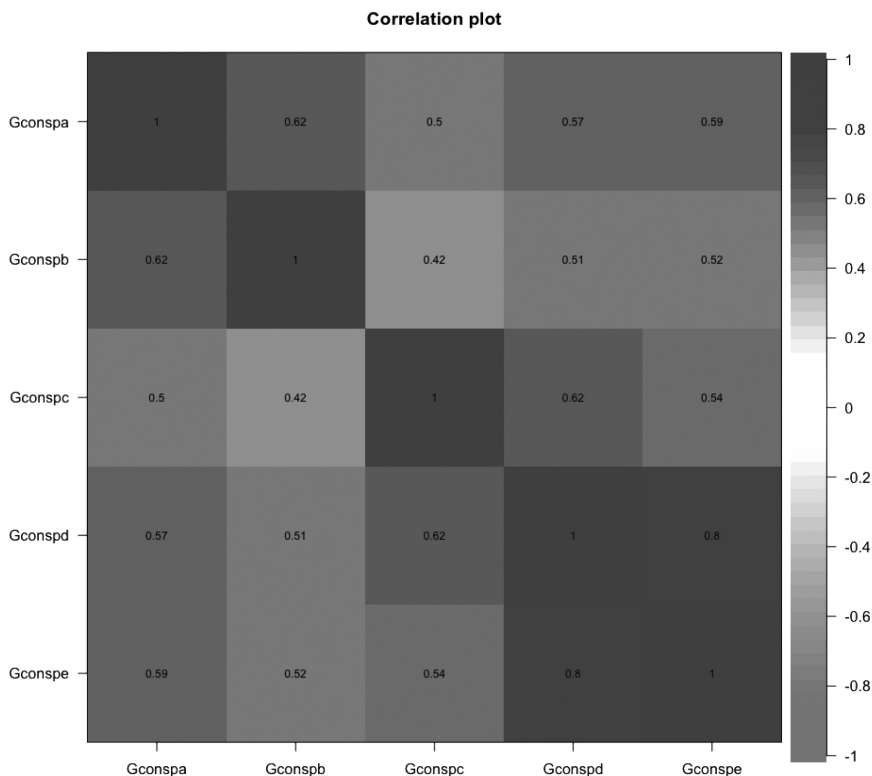 Correlation plot
Gconspa 1 0.62 0.5 0.57 0.59
Gconspb 0.62 1 0.42 0.51 0.52
Gconspc 0.5 0.42 1 0.62 0.54
Gconspd 0.57 0.51 0.62 1 0.8
Gconspe 0.59 0.52 0.54 0.8 1
Gconspa Gconspb Gconspc Gconspd Gconspe
1
0.8
0.6
0.4
0.2
0
-0.2
-0.4
-0.6
-0.8
-1